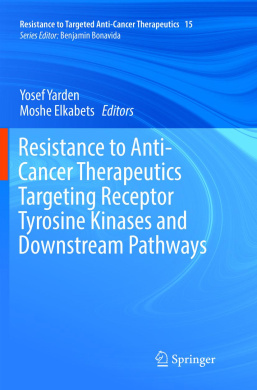 Resistance to Targeted Anti-Cancer Therapeutics 15
Series Editor: Benjamin Bonavida
Yosef Yarden
Moshe Elkabets Editors
Resistance to Anti-
Cancer Therapeutics
Targeting Receptor
Tyrosine Kinases and
Downstream Pathways
Springer